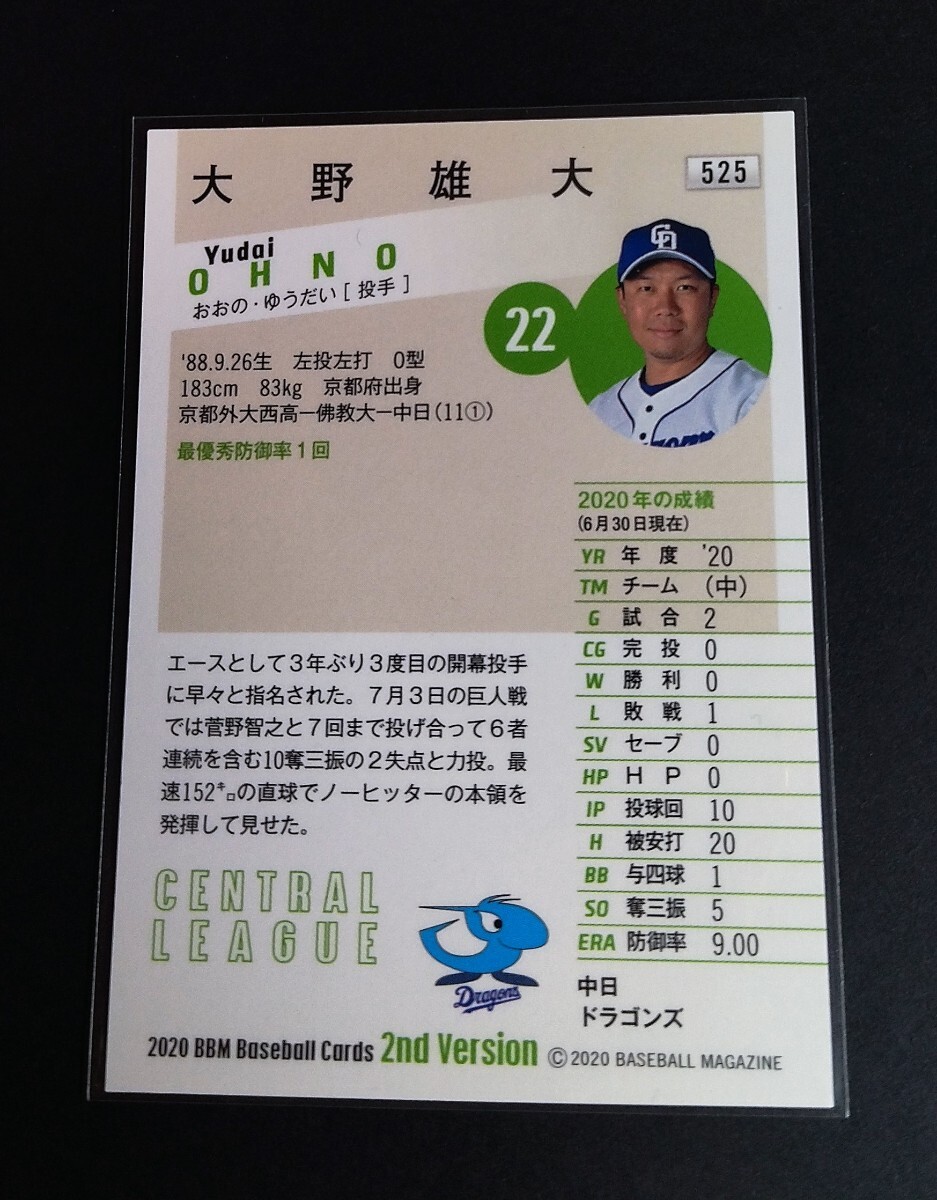 大野雄大
525
Yudai
OHNO
おおの・ゆうだい [ 投手 ]
22
'88.9.26生 左投左打 O型
183cm 83kg 京都府出身
京都外大西高ー佛教大ー中日(11①)
最優秀防御率1回
2020年の成績
(6月30日現在)
YR 年度 '20
TM チーム (中)
G 試合 2
CG 完投 0
W 勝利 0
L 敗戦 1
SV セーブ 0
HP HP 0
IP 投球回 10
H 被安打 20
BB 与四球 1
SO 奪三振 5
ERA 防御率 9.00
中日
ドラゴンズ
エースとして3年ぶり3度目の開幕投手
に早々と指名された。7月3日の巨人戦
では菅野智之と7回まで投げ合って6者
連続を含む10奪三振の2失点と力投。最
速152㌔の直球でノーヒッターの本領を
発揮して見せた。
CENTRAL
LEAGUE
Dragons
2020 BBM Baseball Cards 2nd Version © 2020 BASEBALL MAGAZINE